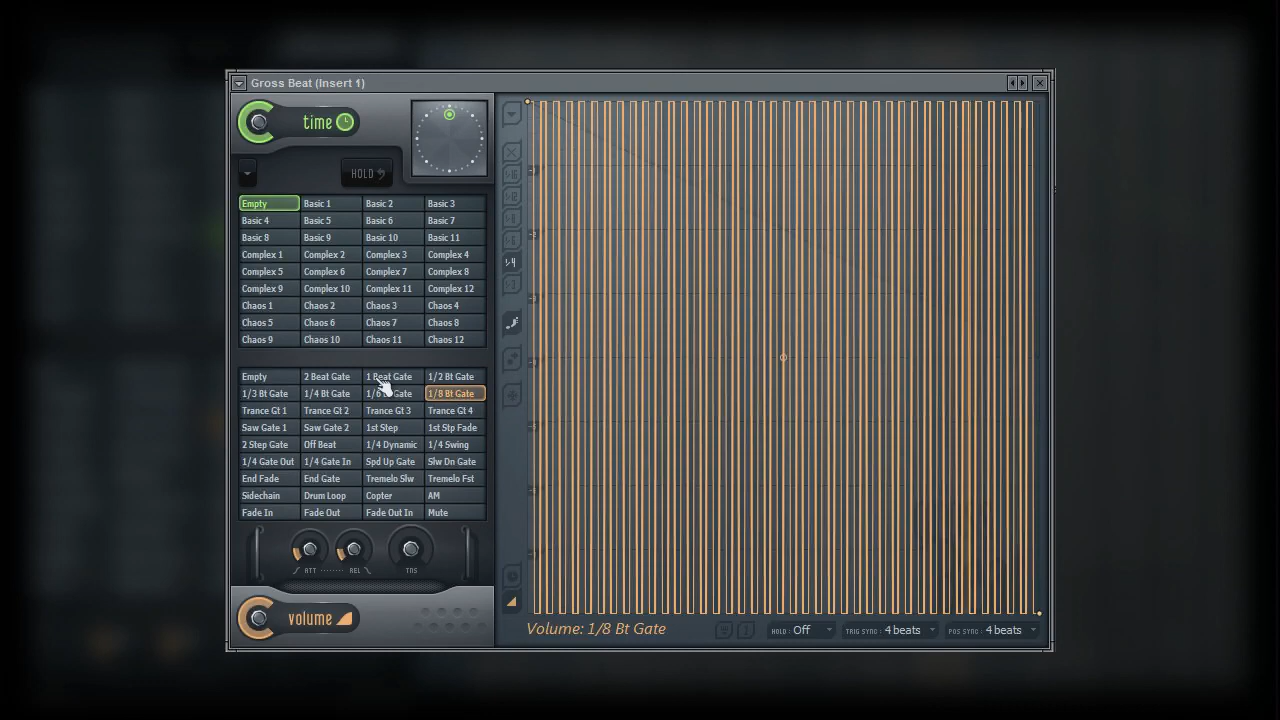 Gross Beat (Insert 1)
time
HOLD
Empty Basic 1 Basic 2 Basic 3
Basic 4 Basic 5 Basic 6 Basic 7
Basic 8 Basic 9 Basic 10 Basic 11
Complex 1 Complex 2 Complex 3 Complex 4
Complex 5 Complex 6 Complex 7 Complex 8
Complex 9 Complex 10 Complex 11 Complex 12
Chaos 1 Chaos 2 Chaos 3 Chaos 4
Chaos 5 Chaos 6 Chaos 7 Chaos 8
Chaos 9 Chaos 10 Chaos 11 Chaos 12
Empty 2 Beat Gate 1 Beat Gate 1/2 Bt Gate
1/3 Bt Gate 1/4 Bt Gate Gate 1/8 Bt Gate
Trance Gt 1 Trance Gt 2 Trance Gt 3 Trance Gt 4
Saw Gate 1 Saw Gate 2 1st Step 1st Stp Fade
2 Step Gate Off Beat 1/4 Dynamic 1/4 Swing
1/4 Gate Out 1/4 Gate In Spd Up Gate Slw Dn Gate
End Fade End Gate Tremelo Slw Tremelo Fst
Sidechain Drum Loop Copter AM
Fade In Fade Out Fade Out In Mute
ATT REL TNS
volume
Volume: 1/8 Bt Gate
HOLD: Off TRIG SYNC: 4 beats POS SYNC: 4 beats